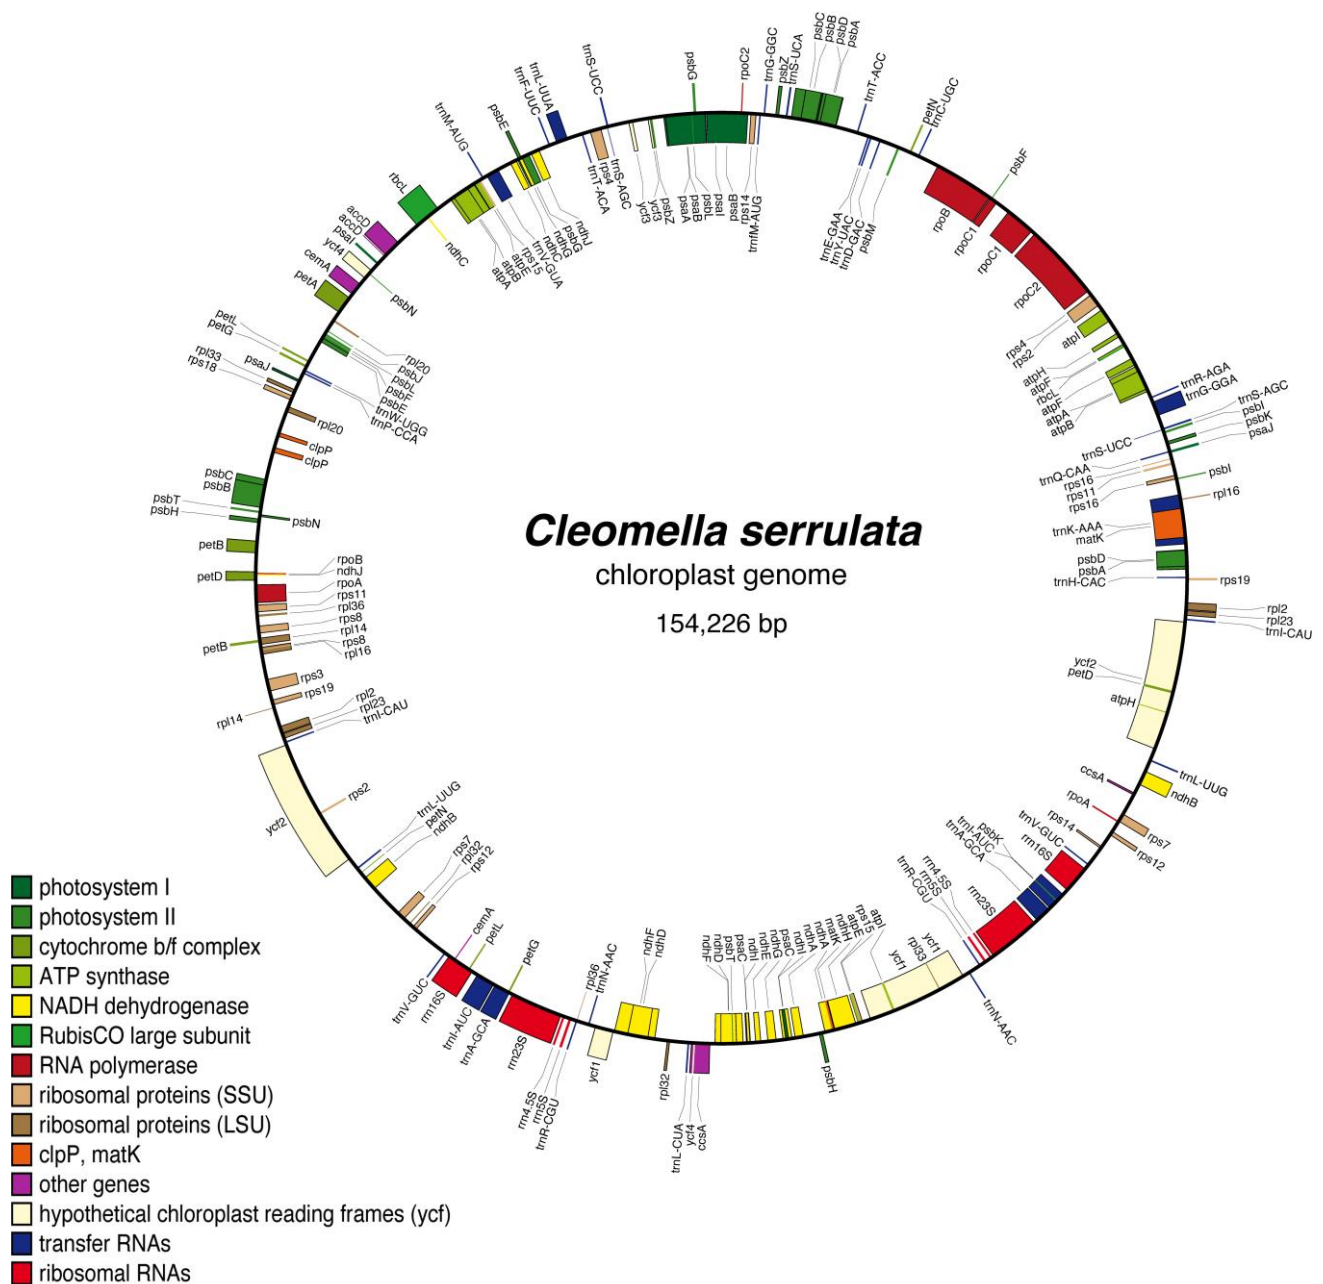 psbC
psbB
psbD
psbA
trnG-GGC
psbZ
trnS-UCA
rpoC2
psbG
trnT-ACC
petN
trnC-UGC
psbF
rpoB
rpoC1
rpoC1
rpoC2
rps4
rps2
atpI
atpH
atpF
rbcL
atpF
atpA
atpB
trnR-AGA
trnG-GGA
trnS-AGC
psbI
psbK
psaJ
trnS-UCC
trnQ-CAA
rps16
rps11
rps16
psbI
rpl16
trnK-AAA
matK
psbD
psbA
trnH-CAC
rps19
rpl2
rpl23
trnI-CAU
ycf2
petD
atpH
trnL-UUG
ndhB
ccsA
rpoA
rps14
trnV-GUC
rrn16S
rps7
rps12
psbK
trnI-AUC
trnA-GCA
rrn23S
rrn4.5S
rrn5S
trnR-CGU
trnN-AAC
ycf1
rpl33
ycf1
atpI
rps15
atpE
ndhH
matK
ndhA
ndhA
ndhI
psaC
ndhG
ndhE
ndhI
psaC
psbT
ndhD
ndhF
psbH
ccsA
ycf4
trnL-CUA
rpl32
ndhF
ndhD
ycf1
trnN-AAC
rpl36
trnR-CGU
rrn5S
rrn4.5S
rrn23S
petG
petL
cemA
trnA-GCA
trnI-AUC
rrn16S
trnV-GUC
rps12
rpl32
rps7
ndhB
petN
trnL-UUG
rps2
ycf2
trnI-CAU
rpl23
rpl2
rpl14
rps19
rps3
rpl16
rps8
rpl14
rps8
rpl36
rps11
rpoA
ndhJ
rpoB
petB
petD
petB
psbN
psbH
psbT
psbB
psbC
clpP
clpP
rpl20
rps18
rpl33
psaJ
petG
petL
trnP-CCA
trnW-UGG
psbE
psbF
psbL
psbJ
rpl20
petA
cemA
ycf4
psaI
accD
accD
psbN
rbcL
ndhC
atpA
atpB
atpE
rps15
trnV-GUA
trnM-AUG
ndhC
ndhG
psbG
ndhJ
psbE
trnF-UUC
trnL-UUA
trnT-ACA
rps4
trnS-AGC
trnS-UCC
ycf3
ycf3
psbZ
psaA
psaB
psbL
psaI
psaB
rps14
trnfM-AUG
trnE-GAA
trnY-UAC
trnD-GAC
psbM
Cleomella serrulata
chloroplast genome
154,226 bp
photosystem I
photosystem II
cytochrome b/f complex
ATP synthase
NADH dehydrogenase
RubisCO large subunit
RNA polymerase
ribosomal proteins (SSU)
ribosomal proteins (LSU)
clpP, matK
other genes
hypothetical chloroplast reading frames (ycf)
transfer RNAs
ribosomal RNAs